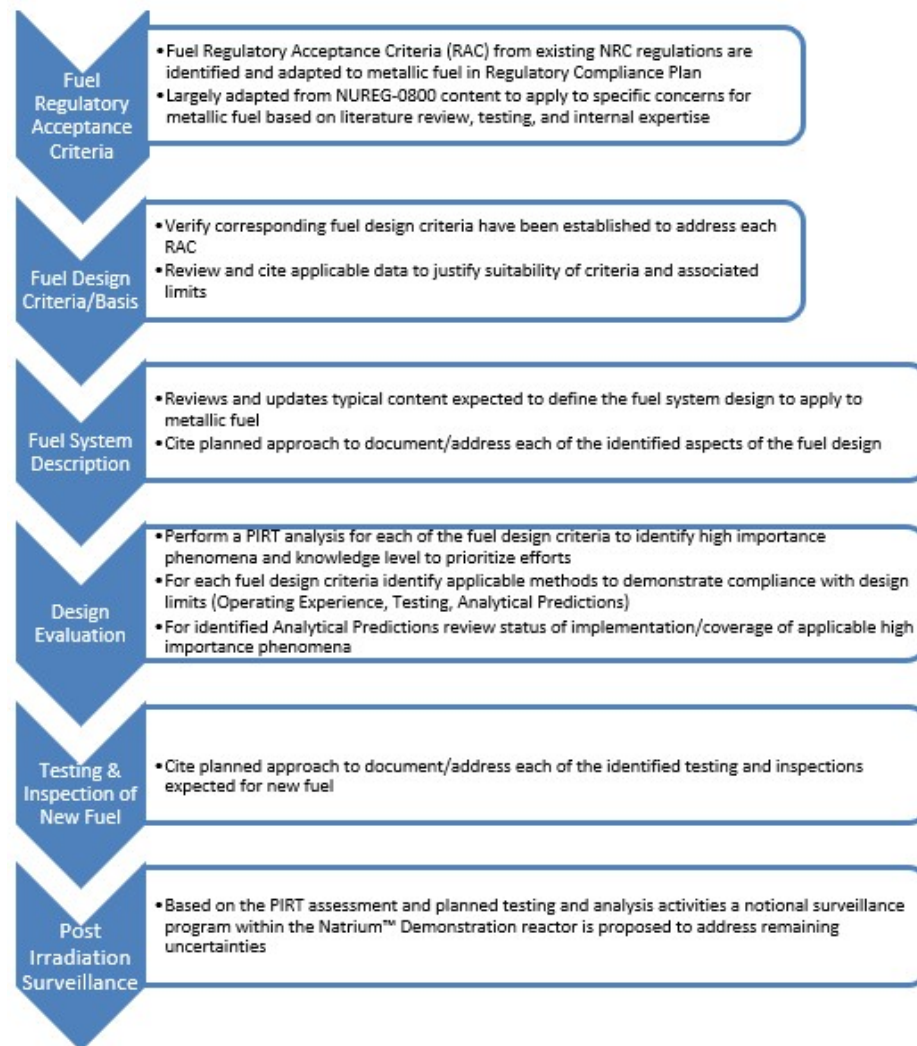 Fuel
Regulatory
Acceptance
Criteria
•Fuel Regulatory Acceptance Criteria (RAC) from existing NRC regulations are
identified and adapted to metallic fuel in Regulatory Compliance Plan
•Largely adapted from NUREG-0800 content to apply to specific concerns for
metallic fuel based on literature review, testing, and internal expertise
Fuel Design
Criteria/Basis
•Verify corresponding fuel design criteria have been established to address each
RAC
•Review and cite applicable data to justify suitability of criteria and associated
limits
Fuel System
Description
•Reviews and updates typical content expected to define the fuel system design to apply to
metallic fuel
•Cite planned approach to document/address each of the identified aspects of the fuel design
Design
Evaluation
•Perform a PIRT analysis for each of the fuel design criteria to identify high importance
phenomena and knowledge level to prioritize efforts
•For each fuel design criteria identify applicable methods to demonstrate compliance with design
limits (Operating Experience, Testing, Analytical Predictions)
•For identified Analytical Predictions review status of implementation/coverage of applicable high
importance phenomena
Testing &
Inspection of
New Fuel
•Cite planned approach to document/address each of the identified testing and inspections
expected for new fuel
Post
Irradiation
Surveillance
•Based on the PIRT assessment and planned testing and analysis activities a notional surveillance
program within the Natrium™ Demonstration reactor is proposed to address remaining
uncertainties